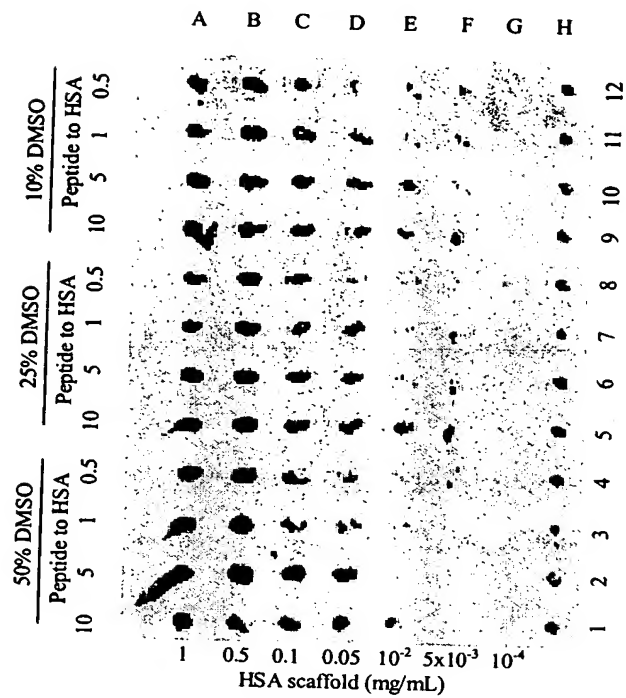 A B C D E F G H
10% DMSO
Peptide to HSA
0.5
1
5
10
25% DMSO
Peptide to HSA
0.5
1
5
10
50% DMSO
Peptide to HSA
0.5
1
5
10
12
11
10
9
8
7
6
5
4
3
2
1
1 0.5 0.1 0.05 10⁻² 5x10⁻³ 10⁻⁴
HSA scaffold (mg/mL)